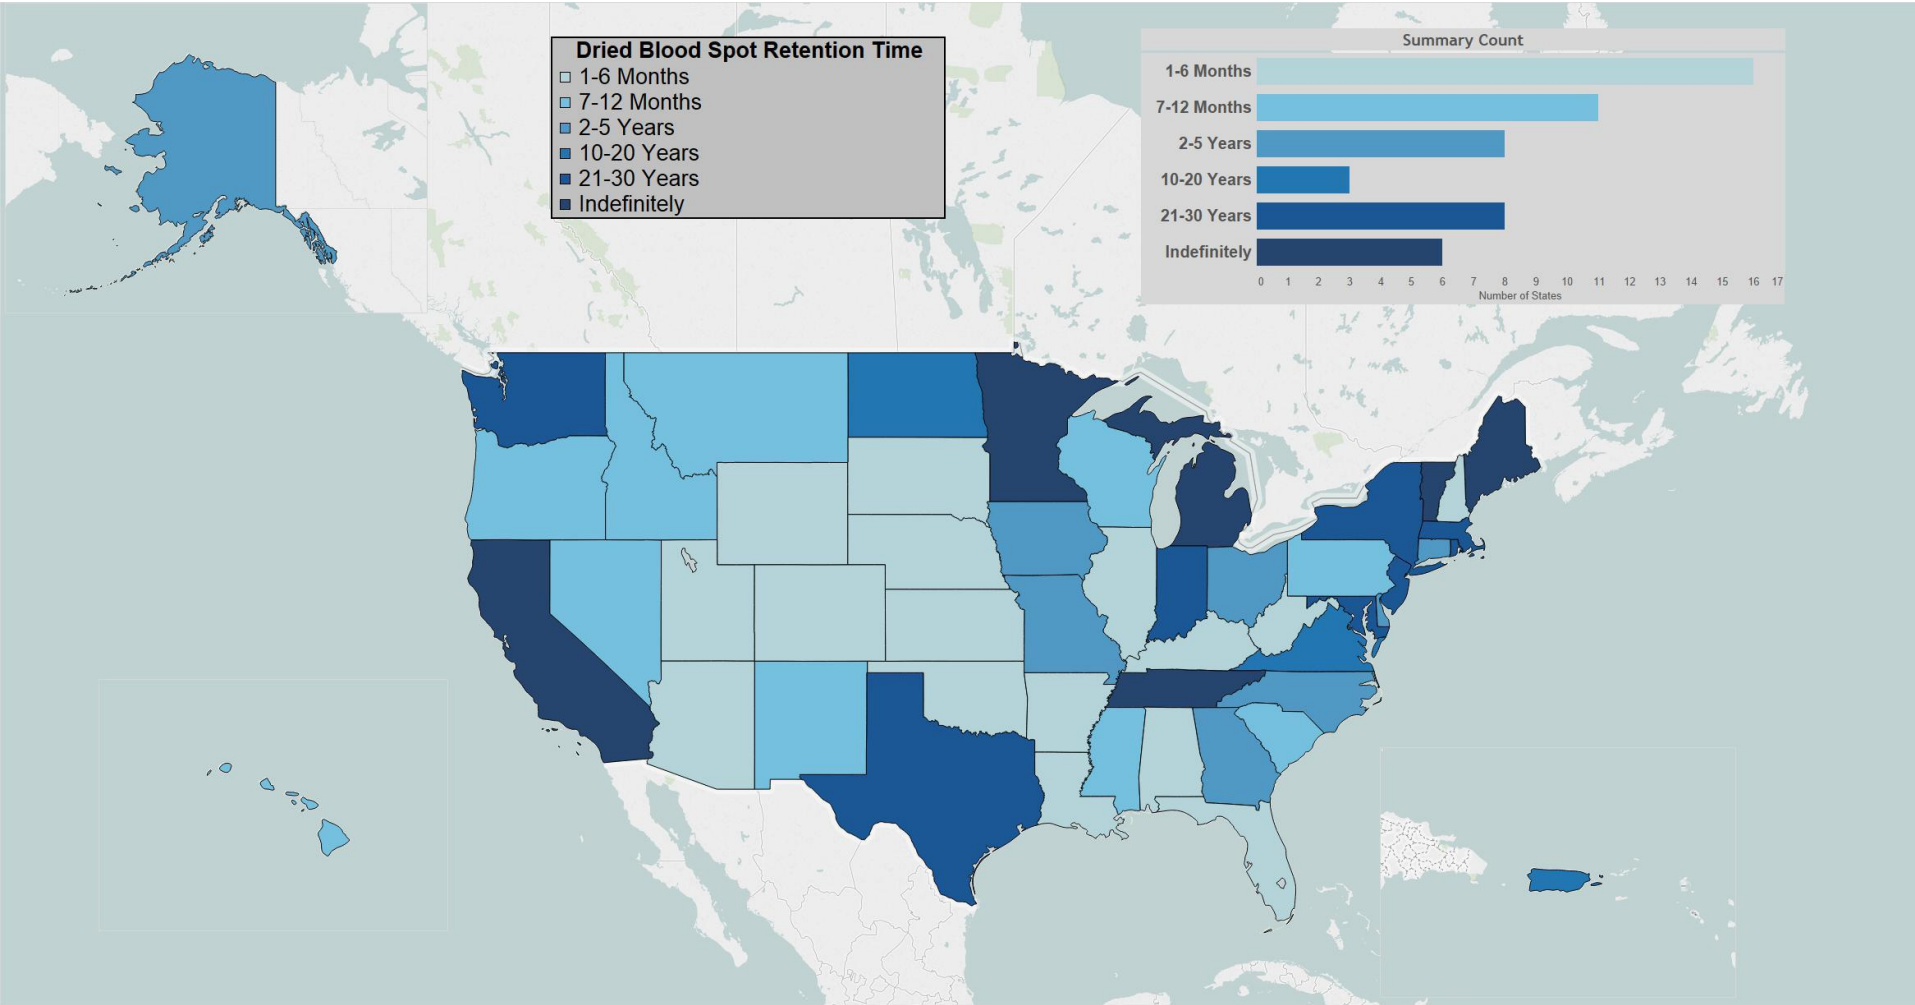 Dried Blood Spot Retention Time
1-6 Months
7-12 Months
2-5 Years
10-20 Years
21-30 Years
Indefinitely
Summary Count
1-6 Months
7-12 Months
2-5 Years
10-20 Years
21-30 Years
Indefinitely
0 1 2 3 4 5 6 7 8 9 10 11 12 13 14 15 16 17
Number of States